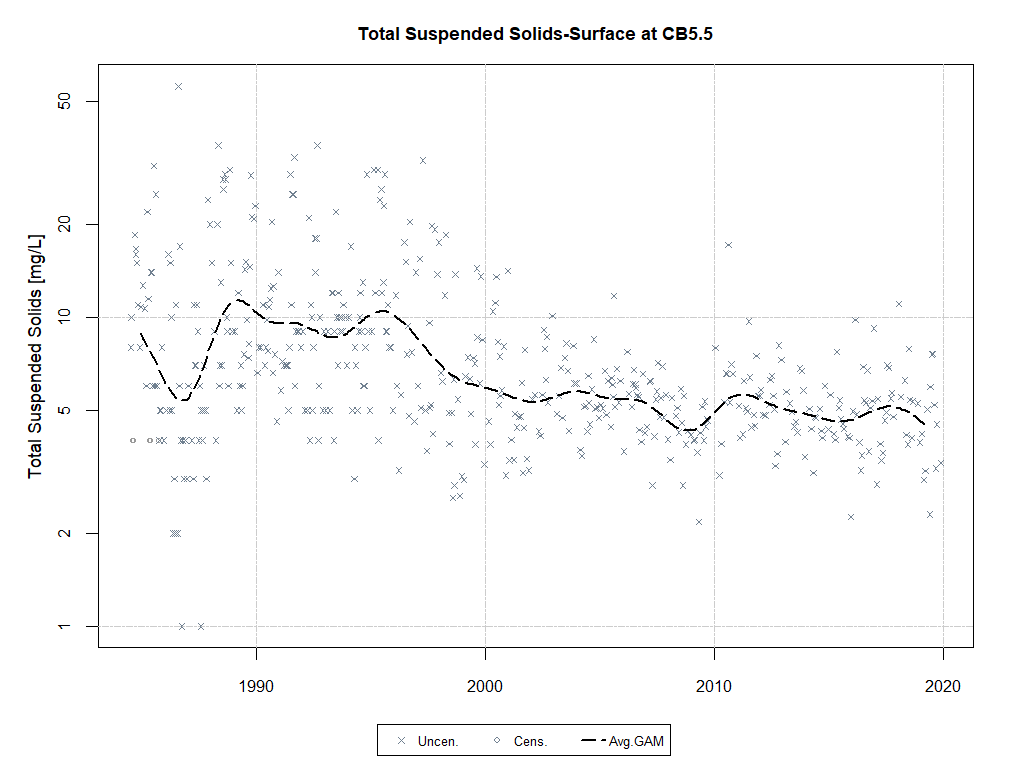 Total Suspended Solids-Surface at CB5.5
Total Suspended Solids [mg/L]
50
20
10
5
2
1
1990 2000 2010 2020
Uncen. Cens. Avg.GAM